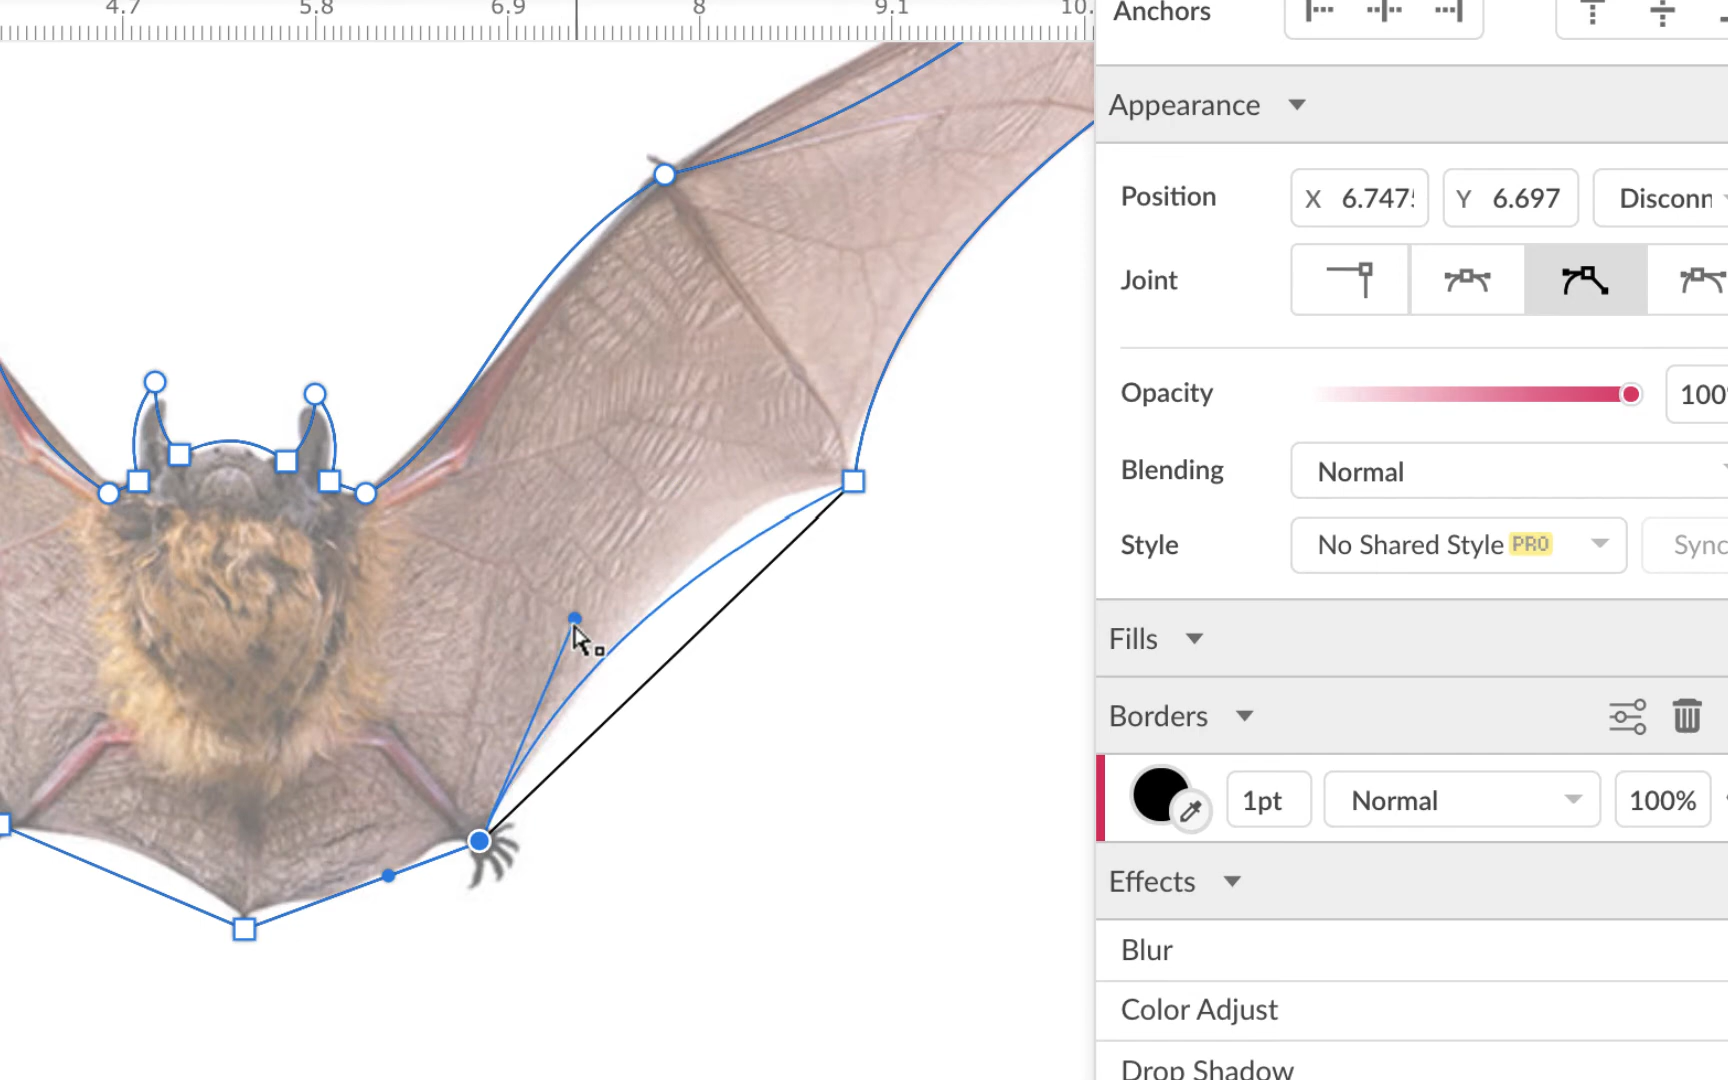 4.7 5.8 6.9 8 9.1 10.
Anchors
Appearance
Position X 6.747 Y 6.697 Disconn
Joint
Opacity 100
Blending Normal
Style No Shared Style PRO Sync
Fills
Borders
1pt Normal 100%
Effects
Blur
Color Adjust
Drop Shadow